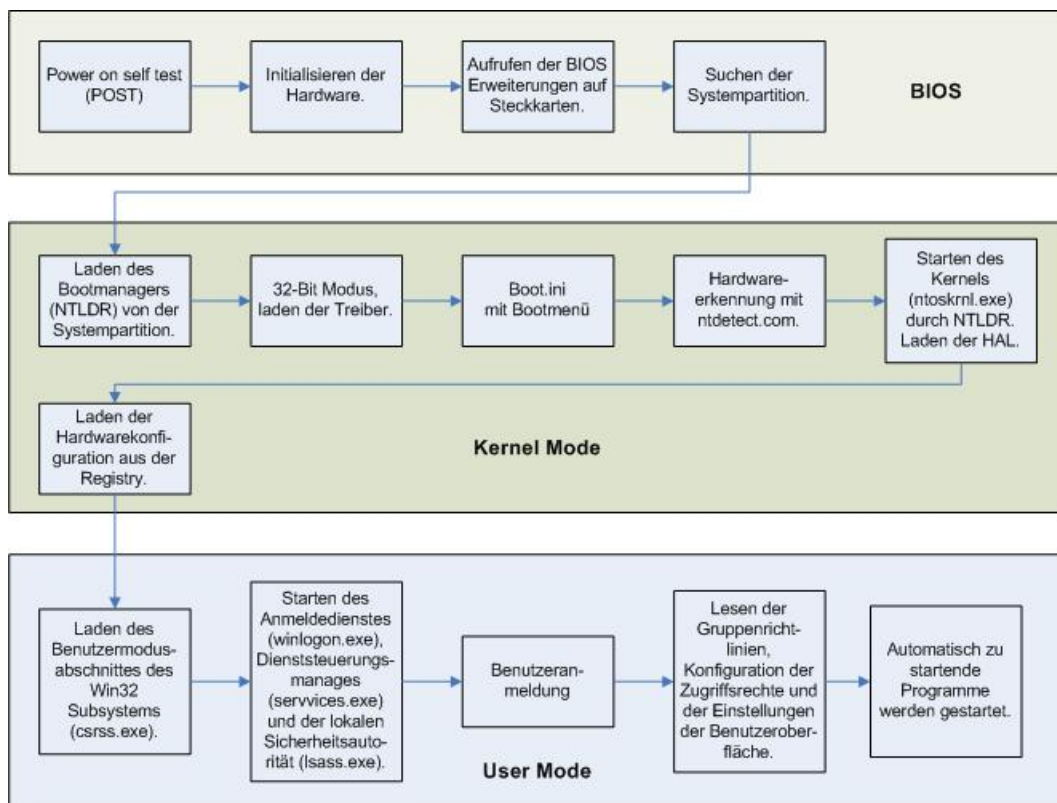 Power on self test
(POST)
Initialisieren der
Hardware.
Aufrufen der BIOS
Erweiterungen auf
Steckkarten.
Suchen der
Systempartition.
BIOS
Laden des
Bootmanagers
(NTLDR) von der
Systempartition.
32-Bit Modus,
laden der Treiber.
Boot.ini
mit Bootmenü
Hardware-
erkennung mit
ntdetect.com.
Starten des
Kernels
(ntoskrnl.exe)
durch NTLDR.
Laden der HAL.
Laden der
Hardwarekonfi-
guration aus der
Registry.
Kernel Mode
Laden des
Benutzermodus-
abschnittes des
Win32
Subsystems
(csrss.exe).
Starten des
Anmeldedienstes
(winlogon.exe),
Dienststeuerungs-
manages
(servvices.exe)
und der lokalen
Sicherheitsauto-
rität (lsass.exe).
Benutzeran-
meldung
Lesen der
Gruppenricht-
linien,
Konfiguration der
Zugriffsrechte und
der Einstellungen
der Benutzerober-
fläche.
Automatisch zu
startende
Programme
werden gestartet.
User Mode